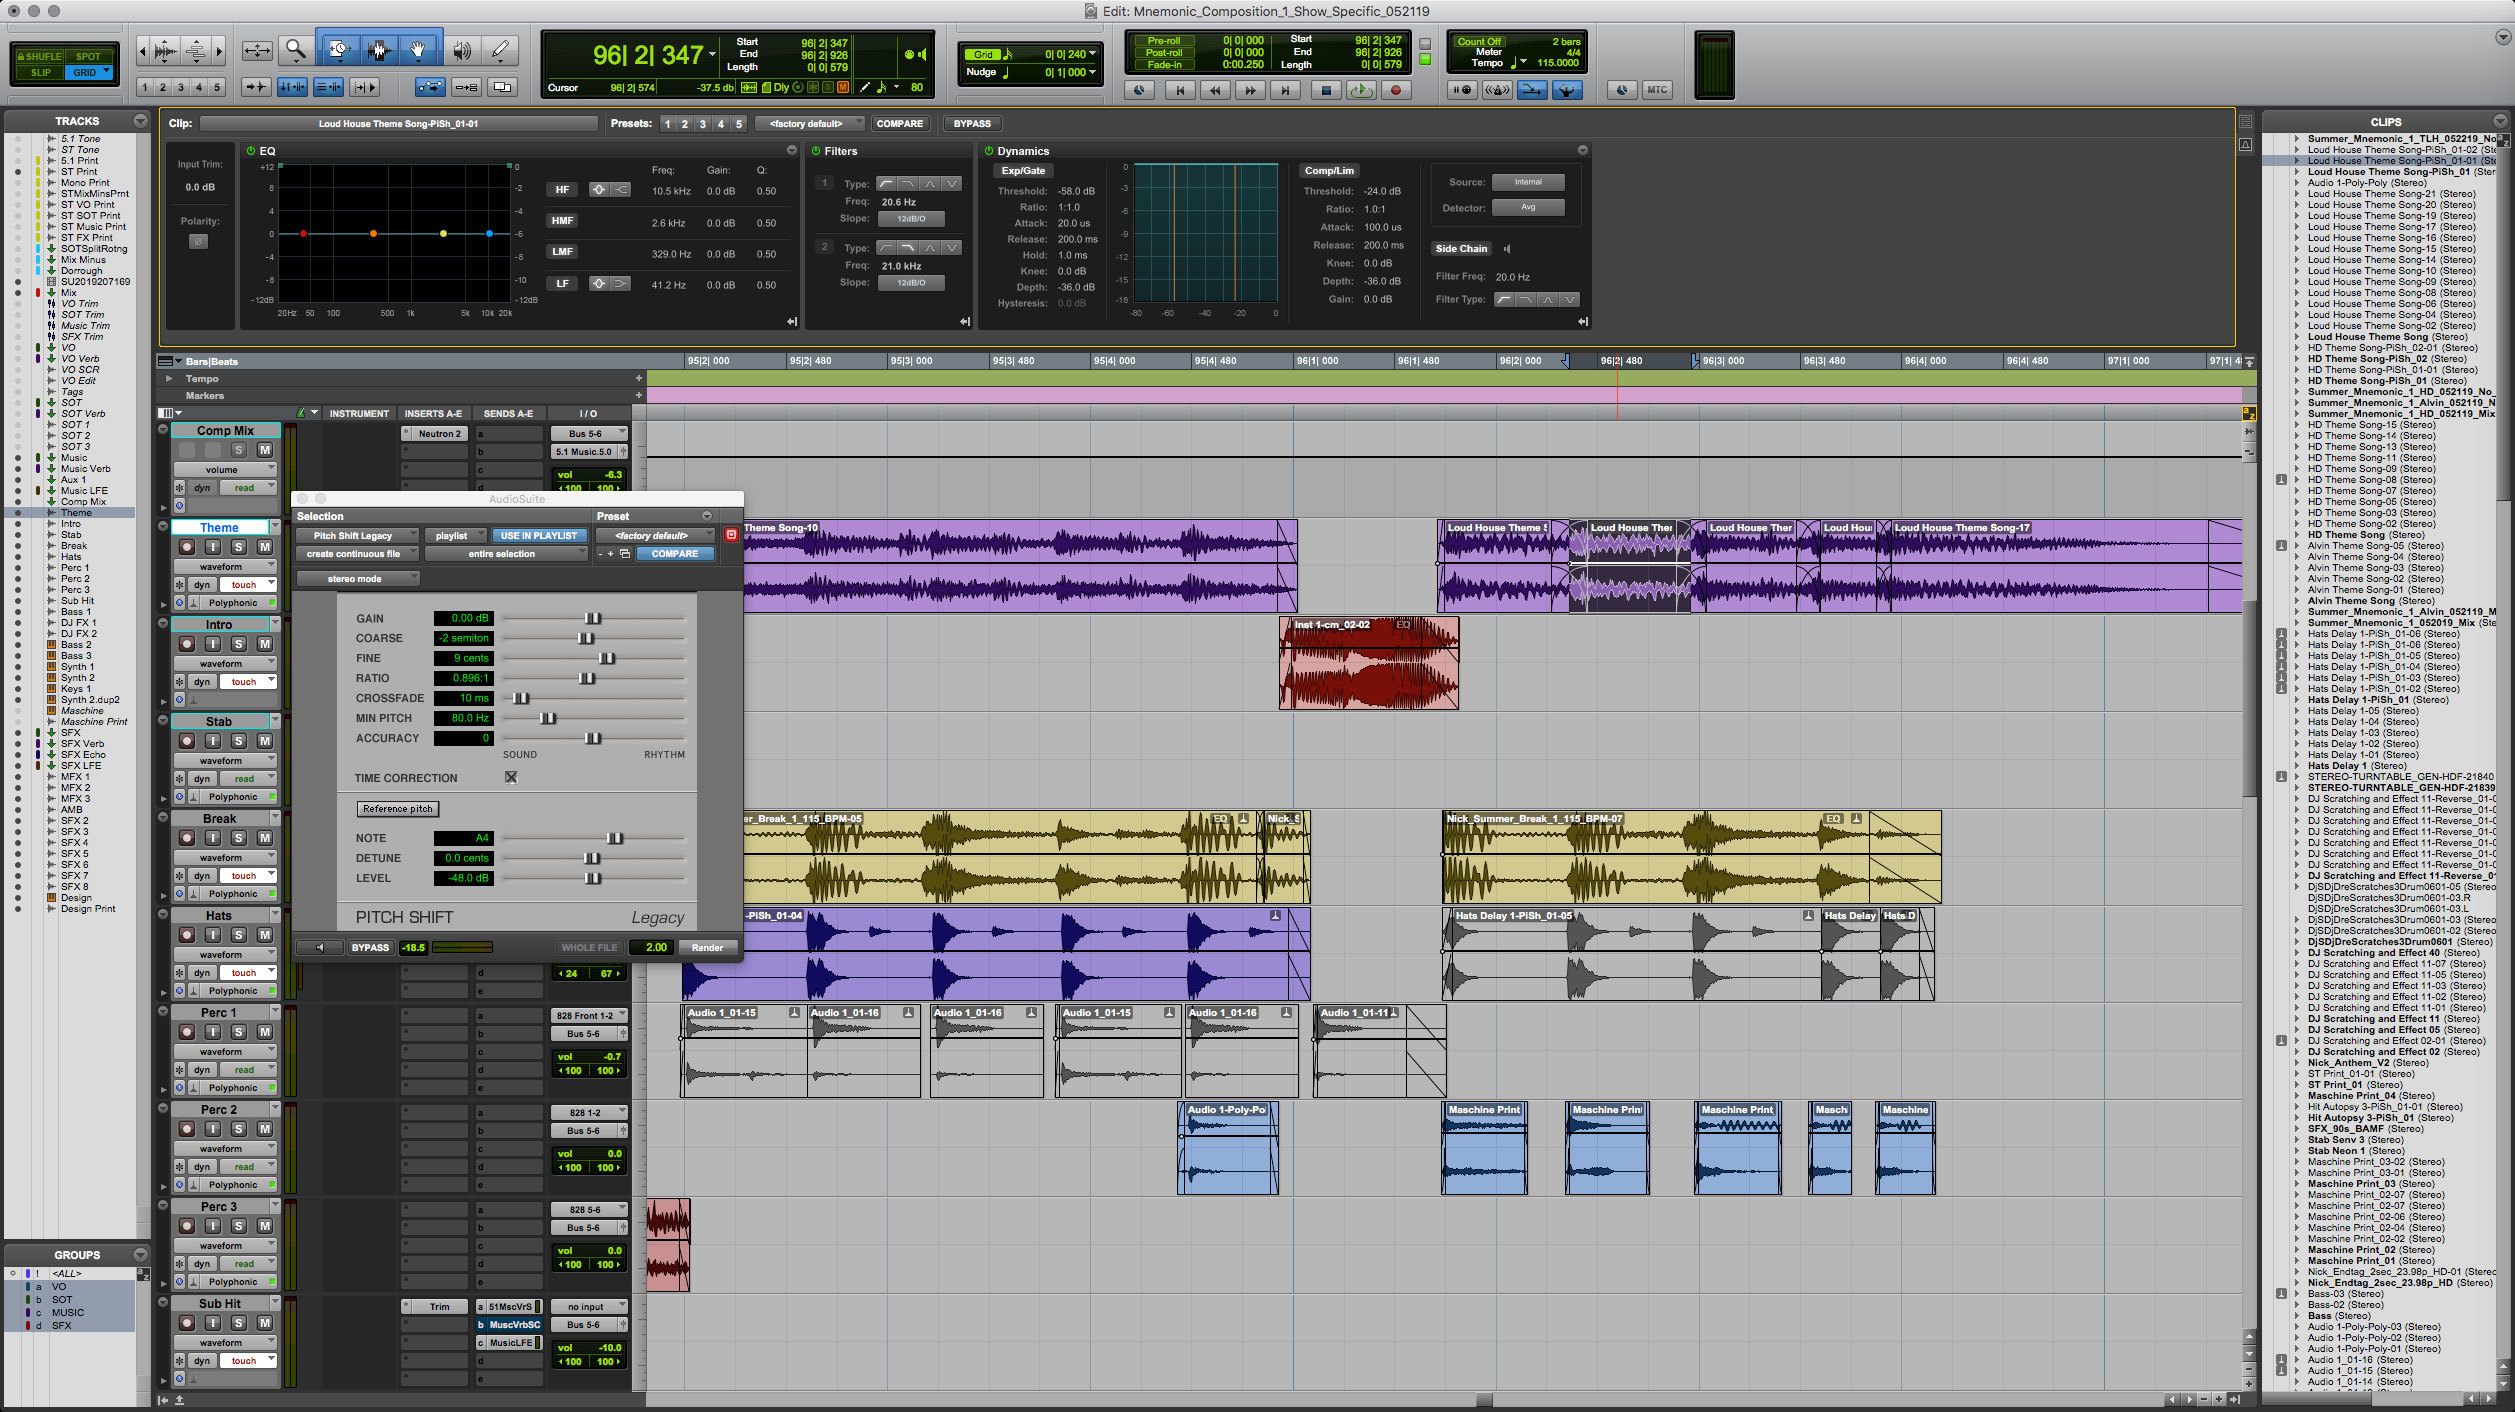 Edit: Mnemonic_Composition_1_Show_Specific_052119
SHUFFLE SPOT
SLIP GRID
1 2 3 4 5
96| 2| 347
Start 96| 2| 347
End 96| 2| 926
Length 0| 0| 579
Cursor 96| 2| 574 -37.5 db Dly S M 80
Grid 0| 0| 240
Nudge 0| 1| 000
Pre-roll 0| 0| 000 Start 96| 2| 347
Post-roll 0| 0| 000 End 96| 2| 926
Fade-in 0:00.250 Length 0| 0| 579
Count Off 2 bars
Meter 4/4
Tempo 115.0000
MTC
TRACKS
5.1 Tone
ST Tone
5.1 Print
ST Print
Mono Print
STMixMinsPrnt
ST VO Print
ST SOT Print
ST Music Print
ST FX Print
SOTSplitRotng
Mix Minus
Dorrough
SU2019207169
Mix
VO Trim
SOT Trim
Music Trim
SFX Trim
VO
VO Verb
VO SCR
VO Edit
Tags
SOT
SOT Verb
SOT 1
SOT 2
SOT 3
Music
Music Verb
Aux 1
Music LFE
Comp Mix
Theme
Intro
Stab
Break
Hats
Perc 1
Perc 2
Perc 3
Sub Hit
Bass 1
DJ FX 1
DJ FX 2
Bass 2
Bass 3
Synth 1
Synth 2
Keys 1
Synth 2.dup2
Maschine
Maschine Print
SFX
SFX Verb
SFX Echo
SFX LFE
MFX 1
MFX 2
MFX 3
AMB
SFX 2
SFX 3
SFX 4
SFX 5
SFX 6
SFX 7
SFX 8
Design
Design Print
GROUPS
! <ALL>
a VO
b SOT
c MUSIC
d SFX
Clip: Loud House Theme Song-PiSh_01-01 Presets: 1 2 3 4 5 <factory default> COMPARE BYPASS
Input Trim:
0.0 dB
Polarity:
Ø
EQ
+12
8
4
0
-4
-8
-12dB
0
-2
-4
-6
-8
-10
-12dB
20Hz 50 100 500 1k 5k 10k 20k
Freq: Gain: Q:
HF 10.5 kHz 0.0 dB 0.50
HMF 2.6 kHz 0.0 dB 0.50
LMF 329.0 Hz 0.0 dB 0.50
LF 41.2 Hz 0.0 dB 0.50
Filters
1 Type:
Freq: 20.6 Hz
Slope: 12dB/O
2 Type:
Freq: 21.0 kHz
Slope: 12dB/O
Dynamics
Exp/Gate
Threshold: -58.0 dB
Ratio: 1:1.0
Attack: 20.0 us
Release: 200.0 ms
Hold: 1.0 ms
Knee: 0.0 dB
Depth: -36.0 dB
Hysteresis: 0.0 dB
0
-3
-6
-9
-12
-15
-18
-80 -60 -40 -20 0
Comp/Lim
Threshold: -24.0 dB
Ratio: 1.0:1
Attack: 100.0 us
Release: 200.0 ms
Knee: 0.0 dB
Depth: -36.0 dB
Gain: 0.0 dB
Source: Internal
Detector: Avg
Side Chain
Filter Freq: 20.0 Hz
Filter Type:
Bars|Beats 95|2| 000 95|2| 480 95|3| 000 95|3| 480 95|4| 000 95|4| 480 96|1| 000 96|1| 480 96|2| 000 96|2| 480 96|3| 000 96|3| 480 96|4| 000 96|4| 480 97|1| 000
Tempo +
Markers +
INSTRUMENT INSERTS A-E SENDS A-E I / O
Comp Mix
S M
volume
dyn read
Neutron 2
a
b
c
d
Bus 5-6
5.1 Music.5.0
vol -6.3
100 100
AudioSuite
Selection Preset
Pitch Shift Legacy playlist USE IN PLAYLIST <factory default>
create continuous file entire selection - + COMPARE
stereo mode
GAIN 0.00 dB
COARSE -2 semiton
FINE 9 cents
RATIO 0.896:1
CROSSFADE 10 ms
MIN PITCH 80.0 Hz
ACCURACY 0
SOUND RHYTHM
TIME CORRECTION
Reference pitch
NOTE A4
DETUNE 0.0 cents
LEVEL -48.0 dB
PITCH SHIFT Legacy
BYPASS -18.5 WHOLE FILE 2.00 Render
Theme
I S M
waveform
dyn touch
Polyphonic
Theme Song-10
Loud House Theme S
Loud House Ther
Loud House Ther
Loud Hou
Loud House Theme Song-17
Intro
I S M
waveform
dyn touch
Inst 1-cm_02-02 EQ
Stab
I S M
waveform
dyn read
Polyphonic
Break
I S M
waveform
dyn touch
Polyphonic
er_Break_1_115_BPM-05 EQ
Nick_S
Nick_Summer_Break_1_115_BPM-07 EQ
Hats
I S M
waveform
dyn touch
Polyphonic
d
e
24 67
-PiSh_01-04
Hats Delay 1-PiSh_01-05
Hats Delay
Hats D
Perc 1
I S M
waveform
dyn read
Polyphonic
a
b
c
d
e
828 Front 1-2
Bus 5-6
vol -0.7
100 100
Audio 1_01-15
Audio 1_01-16
Audio 1_01-16
Audio 1_01-15
Audio 1_01-16
Audio 1_01-11
Perc 2
I S M
waveform
dyn read
Polyphonic
a
b
c
d
e
828 1-2
Bus 5-6
vol 0.0
100 100
Audio 1-Poly-Po
Maschine Print
Maschine Print
Maschine Print
Masch
Maschine
Perc 3
I S M
waveform
dyn read
Polyphonic
a
b
c
d
e
828 5-6
Bus 5-6
vol 0.0
100 100
Sub Hit
I S M
waveform
dyn touch
Trim
a 51MscVrS
b MuscVrbSC
c MusicLFE
d
e
no input
Bus 5-6
vol -10.0
100 100
CLIPS
Summer_Mnemonic_1_TLH_052219_No
Loud House Theme Song-PiSh_01-02 (Ste
Loud House Theme Song-PiSh_01-01 (Ste
Loud House Theme Song-PiSh_01 (Ster
Audio 1-Poly-Poly (Stereo)
Loud House Theme Song-21 (Stereo)
Loud House Theme Song-20 (Stereo)
Loud House Theme Song-19 (Stereo)
Loud House Theme Song-17 (Stereo)
Loud House Theme Song-16 (Stereo)
Loud House Theme Song-15 (Stereo)
Loud House Theme Song-14 (Stereo)
Loud House Theme Song-10 (Stereo)
Loud House Theme Song-09 (Stereo)
Loud House Theme Song-08 (Stereo)
Loud House Theme Song-06 (Stereo)
Loud House Theme Song-04 (Stereo)
Loud House Theme Song-02 (Stereo)
Loud House Theme Song (Stereo)
HD Theme Song-PiSh_02-01 (Stereo)
HD Theme Song-PiSh_02 (Stereo)
HD Theme Song-PiSh_01-01 (Stereo)
HD Theme Song-PiSh_01 (Stereo)
Summer_Mnemonic_1_HD_052119_No_
Summer_Mnemonic_1_Alvin_052119_N
Summer_Mnemonic_1_HD_052119_Mix
HD Theme Song-15 (Stereo)
HD Theme Song-14 (Stereo)
HD Theme Song-13 (Stereo)
HD Theme Song-11 (Stereo)
HD Theme Song-09 (Stereo)
HD Theme Song-08 (Stereo)
HD Theme Song-07 (Stereo)
HD Theme Song-05 (Stereo)
HD Theme Song-03 (Stereo)
HD Theme Song-02 (Stereo)
HD Theme Song (Stereo)
Alvin Theme Song-05 (Stereo)
Alvin Theme Song-04 (Stereo)
Alvin Theme Song-03 (Stereo)
Alvin Theme Song-02 (Stereo)
Alvin Theme Song-01 (Stereo)
Alvin Theme Song (Stereo)
Summer_Mnemonic_1_Alvin_052119_M
Summer_Mnemonic_1_052019_Mix (Stere
Hats Delay 1-PiSh_01-06 (Stereo)
Hats Delay 1-PiSh_01-06 (Stereo)
Hats Delay 1-PiSh_01-05 (Stereo)
Hats Delay 1-PiSh_01-04 (Stereo)
Hats Delay 1-PiSh_01-03 (Stereo)
Hats Delay 1-PiSh_01-02 (Stereo)
Hats Delay 1-PiSh_01 (Stereo)
Hats Delay 1-05 (Stereo)
Hats Delay 1-04 (Stereo)
Hats Delay 1-03 (Stereo)
Hats Delay 1-02 (Stereo)
Hats Delay 1-01 (Stereo)
Hats Delay 1 (Stereo)
STEREO-TURNTABLE_GEN-HDF-21840
STEREO-TURNTABLE_GEN-HDF-21839
DJ Scratching and Effect 11-Reverse_01-0
DJ Scratching and Effect 11-Reverse_01-0
DJ Scratching and Effect 11-Reverse_01-0
DJ Scratching and Effect 11-Reverse_01-0
DJ Scratching and Effect 11-Reverse_01-0
DJ Scratching and Effect 11-Reverse_01-0
DJ Scratching and Effect 11-Reverse_01-0
DJ Scratching and Effect 11-Reverse_01
DjSDjDreScratches3Drum0601-05 (Stereo)
DjSDjDreScratches3Drum0601-03.R
DjSDjDreScratches3Drum0601-03.L
DjSDjDreScratches3Drum0601-03 (Stereo)
DjSDjDreScratches3Drum0601-02 (Stereo)
DjSDjDreScratches3Drum0601 (Stereo)
DJ Scratching and Effect 40 (Stereo)
DJ Scratching and Effect 11-07 (Stereo)
DJ Scratching and Effect 11-05 (Stereo)
DJ Scratching and Effect 11-03 (Stereo)
DJ Scratching and Effect 11-02 (Stereo)
DJ Scratching and Effect 11-01 (Stereo)
DJ Scratching and Effect 11 (Stereo)
DJ Scratching and Effect 05 (Stereo)
DJ Scratching and Effect 02-01 (Stereo)
DJ Scratching and Effect 02 (Stereo)
Nick_Anthem_V2 (Stereo)
ST Print_01-01 (Stereo)
ST Print_01 (Stereo)
Maschine Print_04 (Stereo)
Hit Autopsy 3-PiSh_01-01 (Stereo)
Hit Autopsy 3-PiSh_01 (Stereo)
SFX_90s_BAMF (Stereo)
Stab Senv 3 (Stereo)
Stab Neon 1 (Stereo)
Maschine Print_03-02 (Stereo)
Maschine Print_03-01 (Stereo)
Maschine Print_03 (Stereo)
Maschine Print_02-07 (Stereo)
Maschine Print_02-07 (Stereo)
Maschine Print_02-06 (Stereo)
Maschine Print_02-04 (Stereo)
Maschine Print_02-02 (Stereo)
Maschine Print_02 (Stereo)
Maschine Print_01 (Stereo)
Nick_Endtag_2sec_23.98p_HD-01 (Stereo
Nick_Endtag_2sec_23.98p_HD (Stereo)
Bass-03 (Stereo)
Bass-02 (Stereo)
Bass (Stereo)
Audio 1-Poly-Poly-03 (Stereo)
Audio 1-Poly-Poly-02 (Stereo)
Audio 1-Poly-Poly-01 (Stereo)
Audio 1_01-16 (Stereo)
Audio 1_01-15 (Stereo)
Audio 1_01-14 (Stereo)